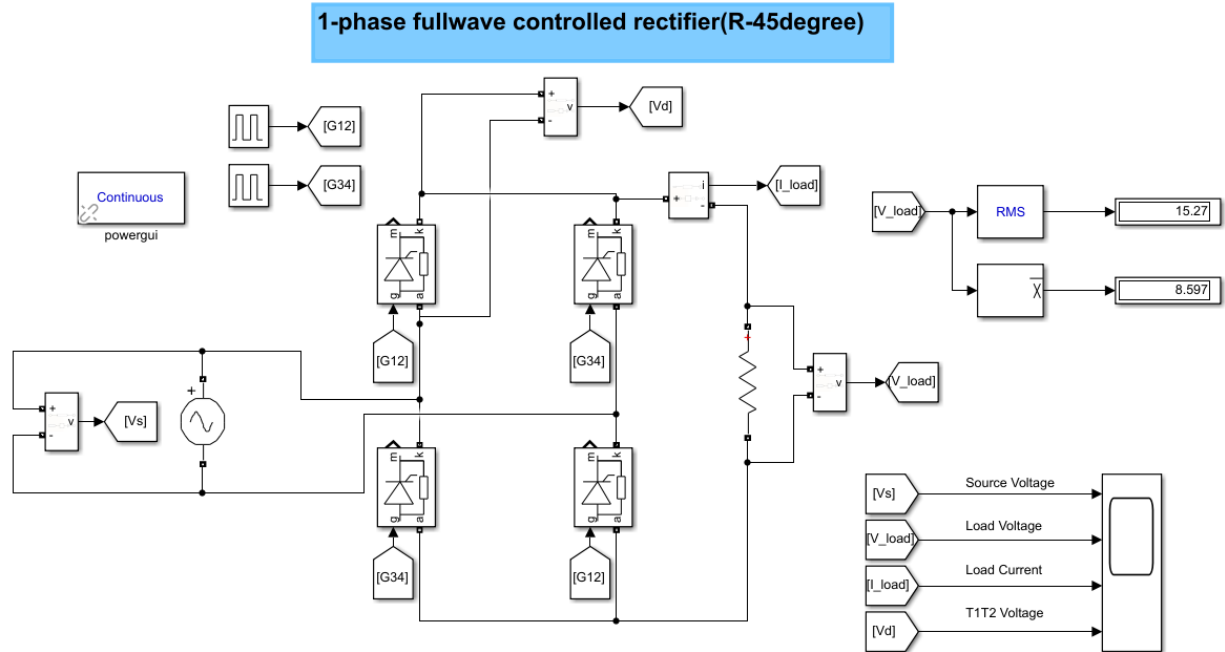 1-phase fullwave controlled rectifier(R-45degree)
+
v
-
[Vd]
[G12]
[G34]
Continuous
powergui
i
+
-
[I_load]
[V_load]
RMS
15.27
8.597
m
k
g
a
m
k
g
a
[G12]
[G34]
+
v
-
[Vs]
+
+
+
v
-
[V_load]
m
k
g
a
m
k
g
a
[G34]
[G12]
[Vs]
Source Voltage
[V_load]
Load Voltage
[I_load]
Load Current
[Vd]
T1T2 Voltage